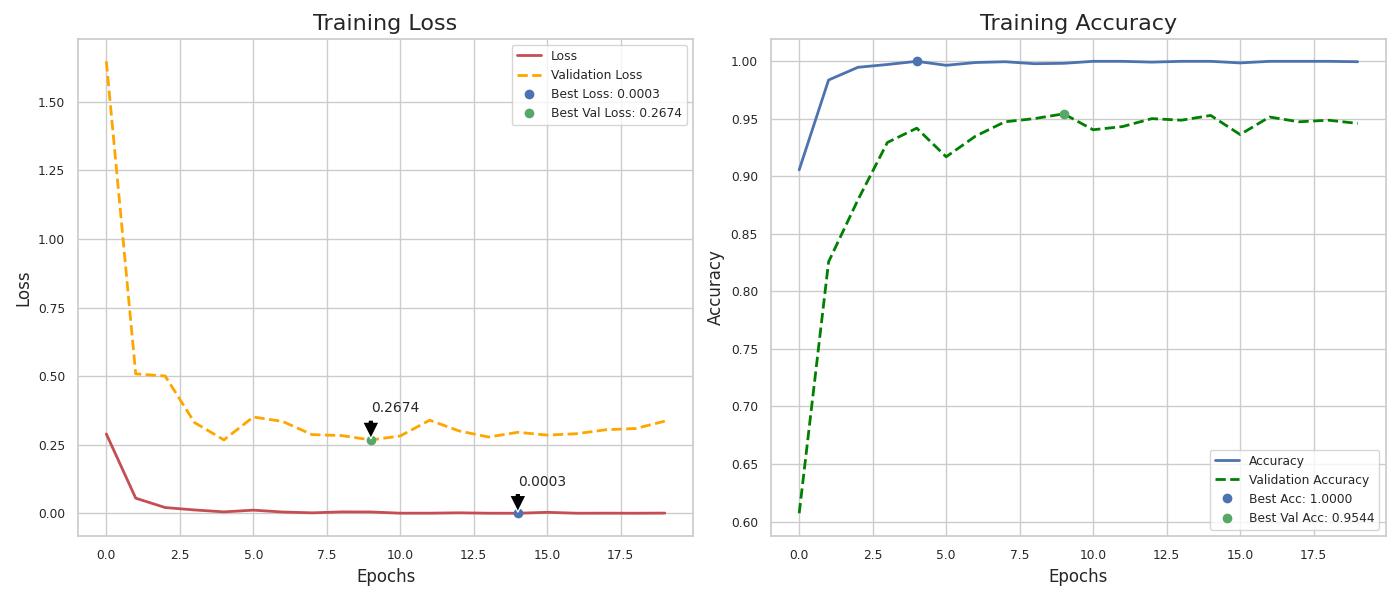 Training Loss
Loss
Validation Loss
Best Loss: 0.0003
Best Val Loss: 0.2674
1.50
1.25
1.00
0.75
0.50
0.25
0.00
Loss
0.2674
0.0003
0.0
2.5
5.0
7.5
10.0
12.5
15.0
17.5
Epochs
Training Accuracy
1.00
0.95
0.90
0.85
0.80
0.75
0.70
0.65
0.60
Accuracy
Accuracy
Validation Accuracy
Best Acc: 1.0000
Best Val Acc: 0.9544
0.0
2.5
5.0
7.5
10.0
12.5
15.0
17.5
Epochs